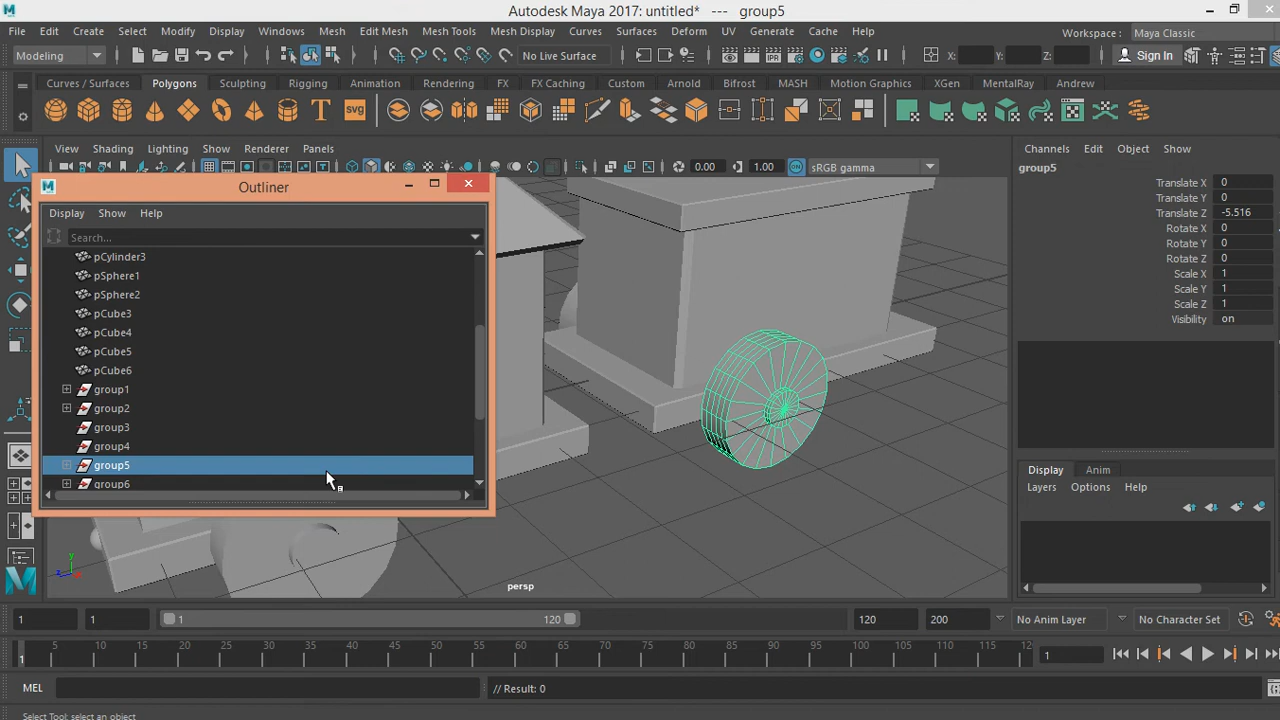 Autodesk Maya 2017: untitled* --- group5
File Edit Create Select Modify Display Windows Mesh Edit Mesh Mesh Tools Mesh Display Curves Surfaces Deform UV Generate Cache Help Workspace : Maya Classic
Modeling No Live Surface X: Y: Z: Sign In
Curves / Surfaces Polygons Sculpting Rigging Animation Rendering FX FX Caching Custom Arnold Bifrost MASH Motion Graphics XGen MentalRay Andrew
T svg
View Shading Lighting Show Renderer Panels
0.00 1.00 sRGB gamma
Channels Edit Object Show
group5
Translate X 0
Translate Y 0
Translate Z -5.516
Rotate X 0
Rotate Y 0
Rotate Z 0
Scale X 1
Scale Y 1
Scale Z 1
Visibility on
Outliner
Display Show Help
Search...
pCylinder3
pSphere1
pSphere2
pCube3
pCube4
pCube5
pCube6
group1
group2
group3
group4
group5
group6
y
z x
persp
Display Anim
Layers Options Help
1 1 1 120 120 200 No Anim Layer No Character Set
1 5 10 15 20 25 30 35 40 45 50 55 60 65 70 75 80 85 90 95 100 105 110 115 12 1
MEL // Result: 0
Select Tool: select an object